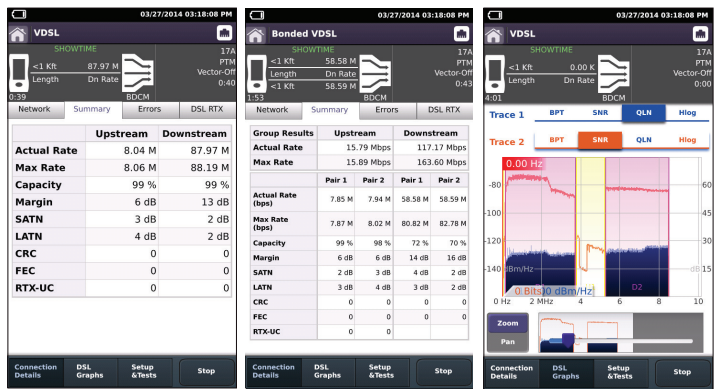 03/27/2014 03:18:08 PM
VDSL
SHOWTIME
17A
PTM
Vector-Off
0:40
<1 Kft 87.97 M
Length Dn Rate
0:39
BDCM
Network Summary Errors DSL RTX
Upstream Downstream
Actual Rate 8.04 M 87.97 M
Max Rate 8.06 M 88.19 M
Capacity 99 % 99 %
Margin 6 dB 13 dB
SATN 3 dB 2 dB
LATN 4 dB 2 dB
CRC 0 0
FEC 0 0
RTX-UC 0 0
Connection Details
DSL Graphs
Setup &Tests
Stop
03/27/2014 03:18:08 PM
Bonded VDSL
SHOWTIME
17A
PTM
Vector-Off
0:43
<1 Kft 58.58 M
Length Dn Rate
<1 Kft 58.59 M
1:53
BDCM
Network Summary Errors DSL RTX
Group Results Upstream Downstream
Actual Rate 15.79 Mbps 117.17 Mbps
Max Rate 15.89 Mbps 163.60 Mbps
Pair 1 Pair 2 Pair 1 Pair 2
Actual Rate (bps) 7.85 M 7.94 M 58.58 M 58.59 M
Max Rate (bps) 7.87 M 8.02 M 80.82 M 82.78 M
Capacity 99 % 98 % 72 % 70 %
Margin 6 dB 6 dB 14 dB 16 dB
SATN 2 dB 3 dB 4 dB 2 dB
LATN 3 dB 4 dB 3 dB 2 dB
CRC 0 0 0 0
FEC 0 0 0 0
RTX-UC 0 0
Connection Details
DSL Graphs
Setup &Tests
Stop
03/27/2014 03:18:08 PM
VDSL
SHOWTIME
17A
PTM
Vector-Off
0:00
<1 Kft 0.00 K
Length Dn Rate
4:01
BDCM
Trace 1 BPT SNR QLN Hlog
Trace 2 BPT SNR QLN Hlog
0.00 Hz
-80 60
-100 45
-120 30
-140 dBm/Hz dB 15
0 Bits 0 dBm/Hz D2
0 Hz 2 MHz 4 6 8 10
Zoom
Pan
Connection Details
DSL Graphs
Setup &Tests
Stop